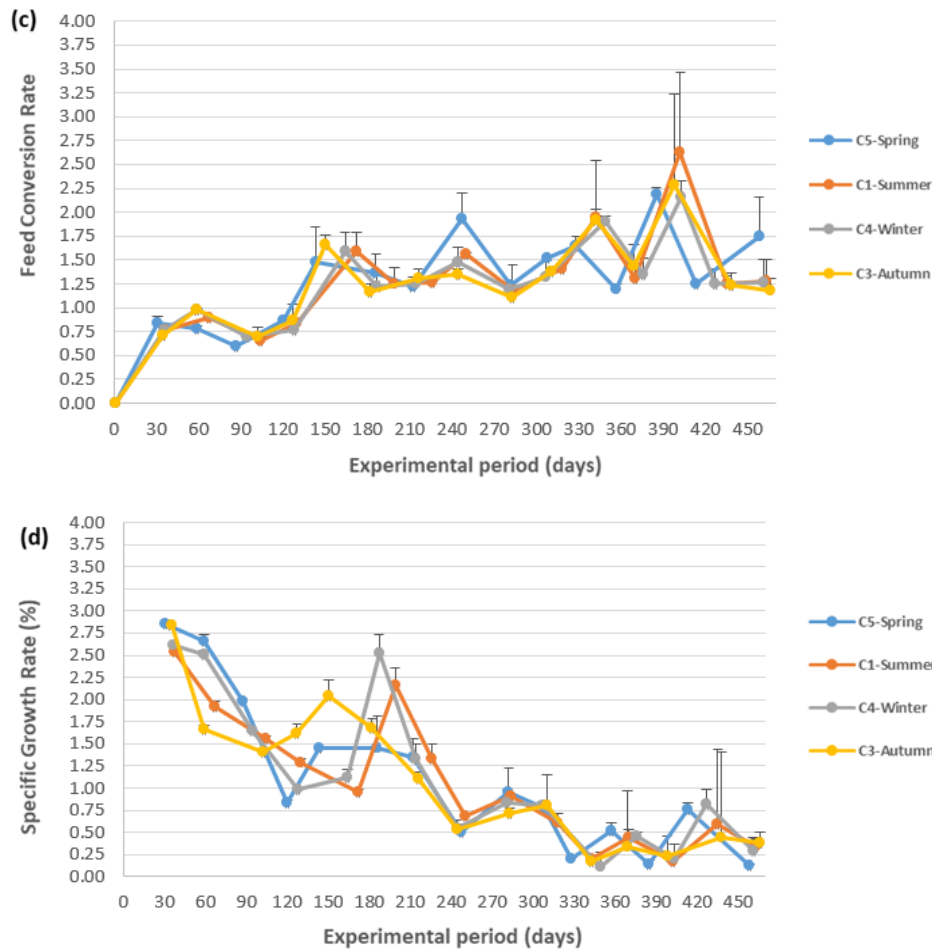 (c)
4.00
3.75
3.50
3.25
3.00
2.75
2.50
2.25
2.00
1.75
1.50
1.25
1.00
0.75
0.50
0.25
0.00
Feed Conversion Rate
0 30 60 90 120 150 180 210 240 270 300 330 360 390 420 450
Experimental period (days)
C5-Spring
C1-Summer
C4-Winter
C3-Autumn
(d)
4.00
3.75
3.50
3.25
3.00
2.75
2.50
2.25
2.00
1.75
1.50
1.25
1.00
0.75
0.50
0.25
0.00
Specific Growth Rate (%)
0 30 60 90 120 150 180 210 240 270 300 330 360 390 420 450
Experimental period (days)
C5-Spring
C1-Summer
C4-Winter
C3-Autumn